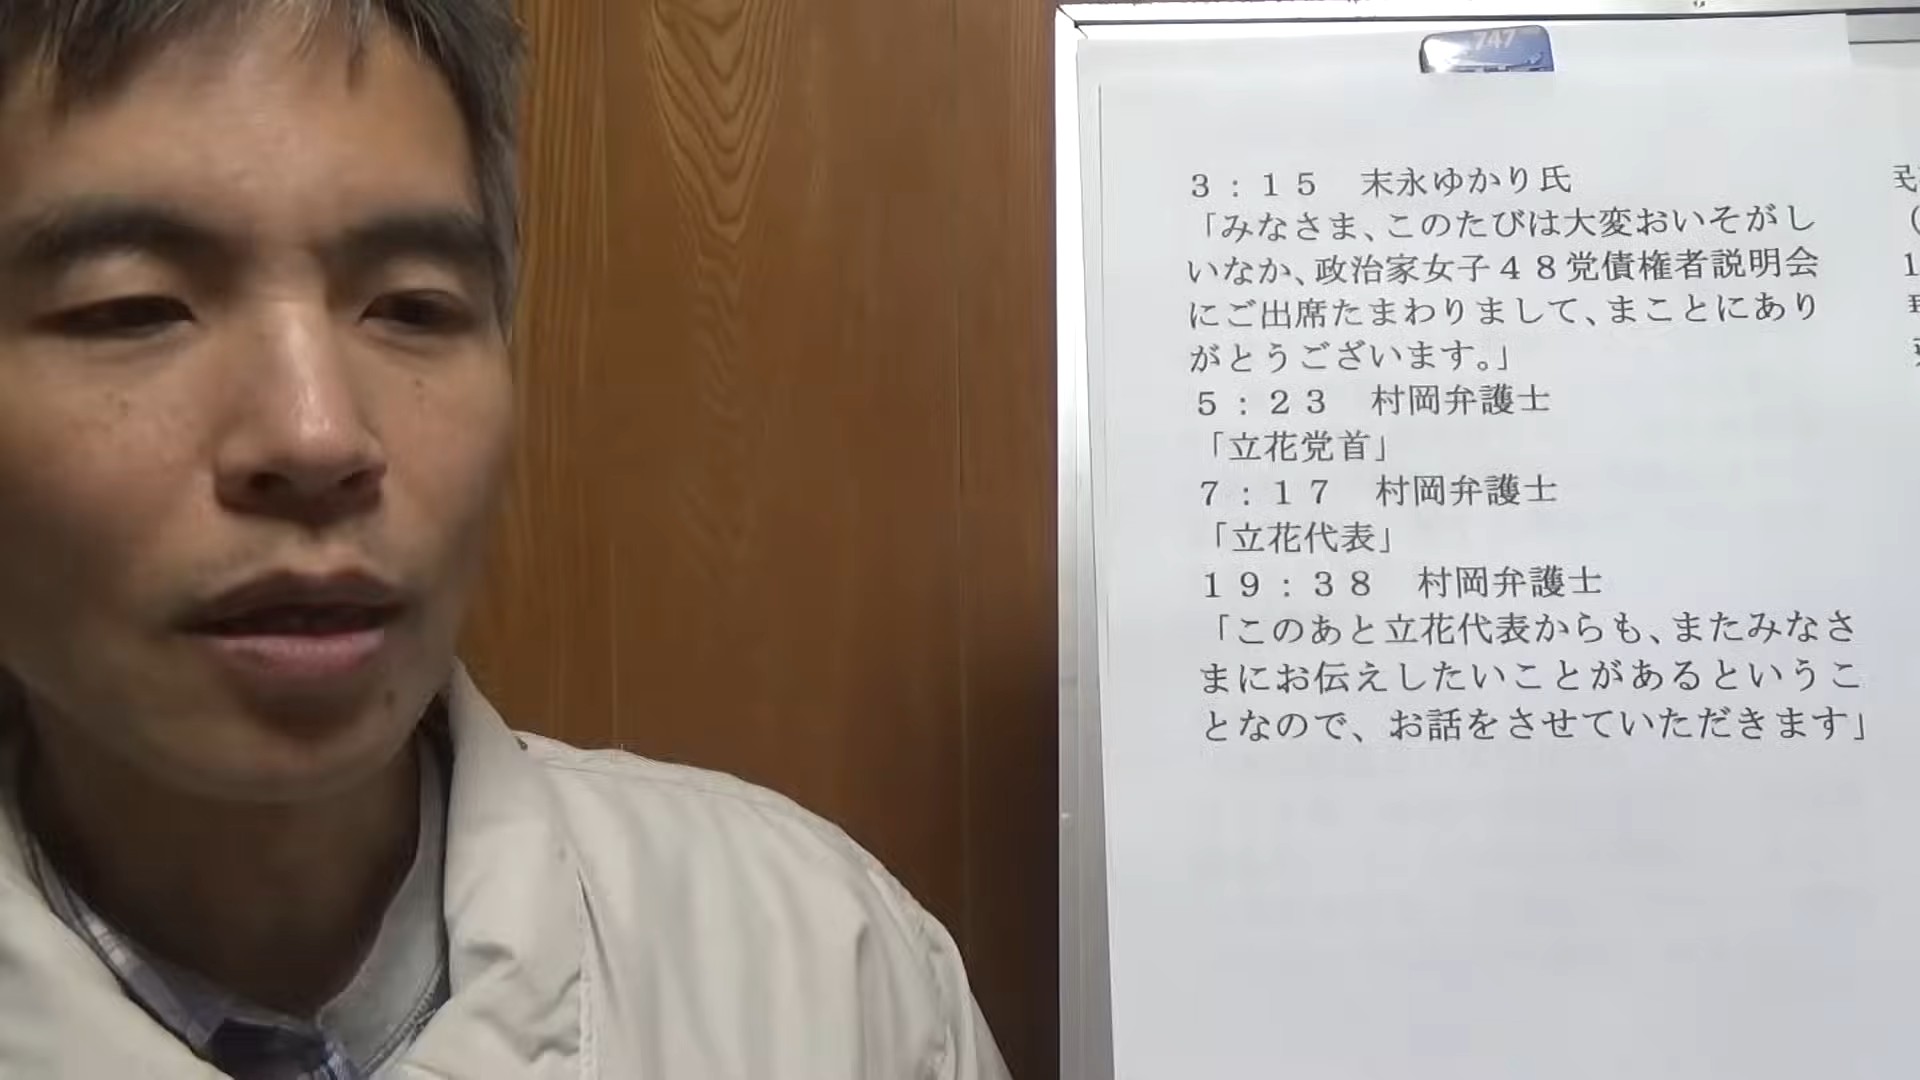 747
3：15　末永ゆかり氏
「みなさま、このたびは大変おいそがし
いなか、政治家女子48党債権者説明会
にご出席たまわりまして、まことにあり
がとうございます。」
5：23　村岡弁護士
「立花党首」
7：17　村岡弁護士
「立花代表」
19：38　村岡弁護士
「このあと立花代表からも、またみなさ
まにお伝えしたいことがあるというこ
となので、お話をさせていただきます」